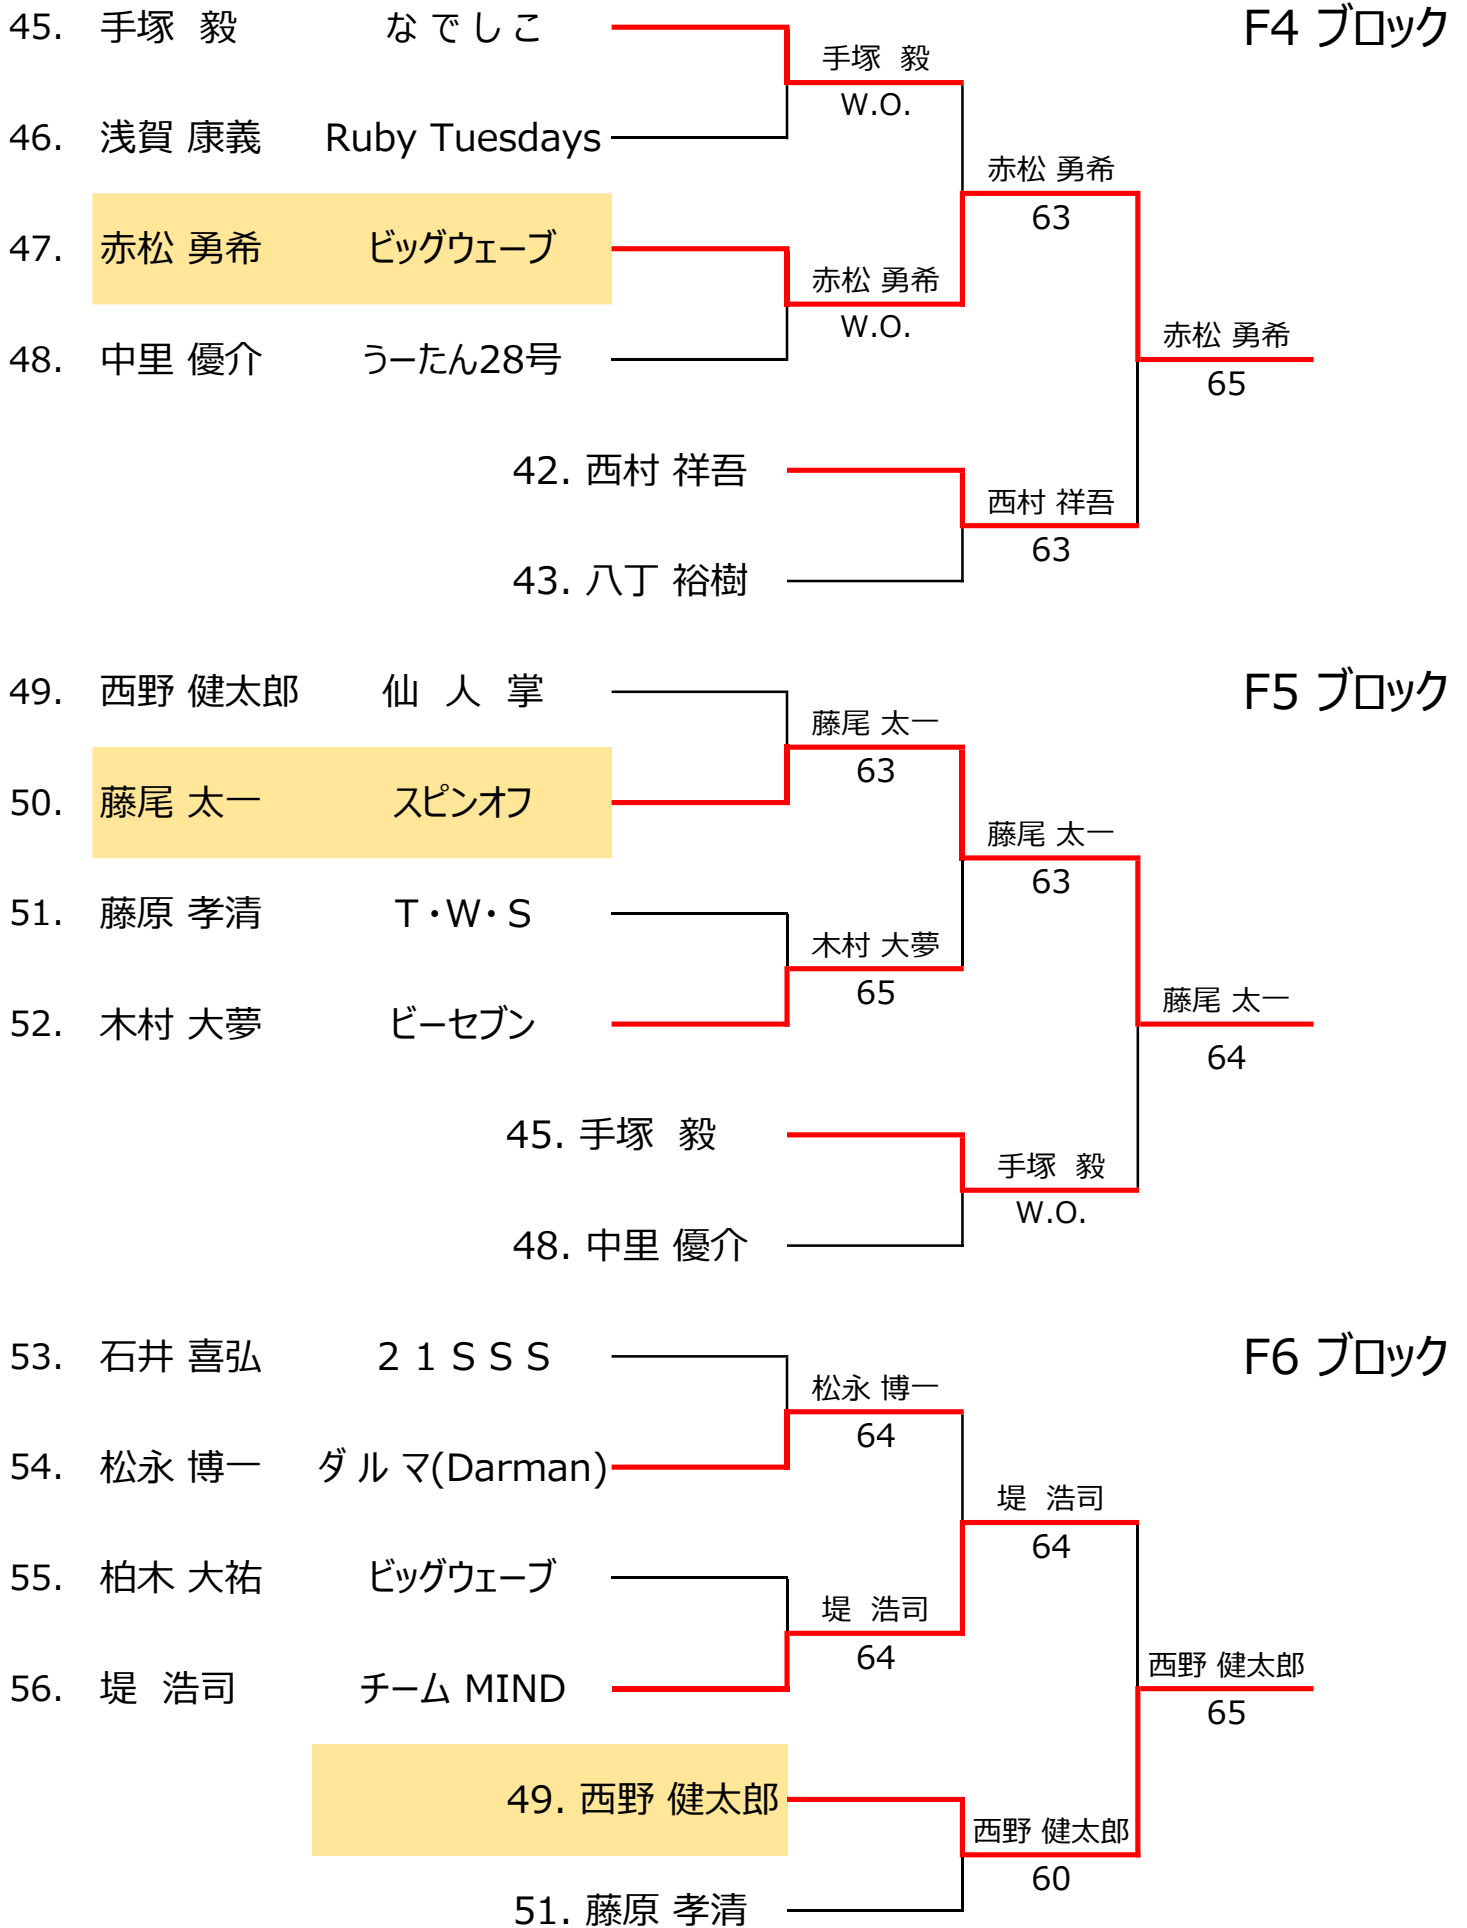 45. 手塚 毅 なでしこ F4 ブロック
手塚 毅
W.O.
46. 浅賀 康義 Ruby Tuesdays
赤松 勇希
63
47. 赤松 勇希 ビッグウェーブ
赤松 勇希
W.O.
赤松 勇希
48. 中里 優介 うーたん28号
65
42. 西村 祥吾
西村 祥吾
63
43. 八丁 裕樹
49. 西野 健太郎 仙 人 掌 F5 ブロック
藤尾 太一
63
50. 藤尾 太一 スピンオフ
藤尾 太一
63
51. 藤原 孝清 T・W・S
木村 大夢
65
藤尾 太一
52. 木村 大夢 ビーセブン
64
45. 手塚 毅
手塚 毅
W.O.
48. 中里 優介
53. 石井 喜弘 21SSS F6 ブロック
松永 博一
64
54. 松永 博一 ダルマ(Darman)
堤 浩司
64
55. 柏木 大祐 ビッグウェーブ
堤 浩司
64
西野 健太郎
56. 堤 浩司 チーム MIND
65
49. 西野 健太郎
西野 健太郎
60
51. 藤原 孝清